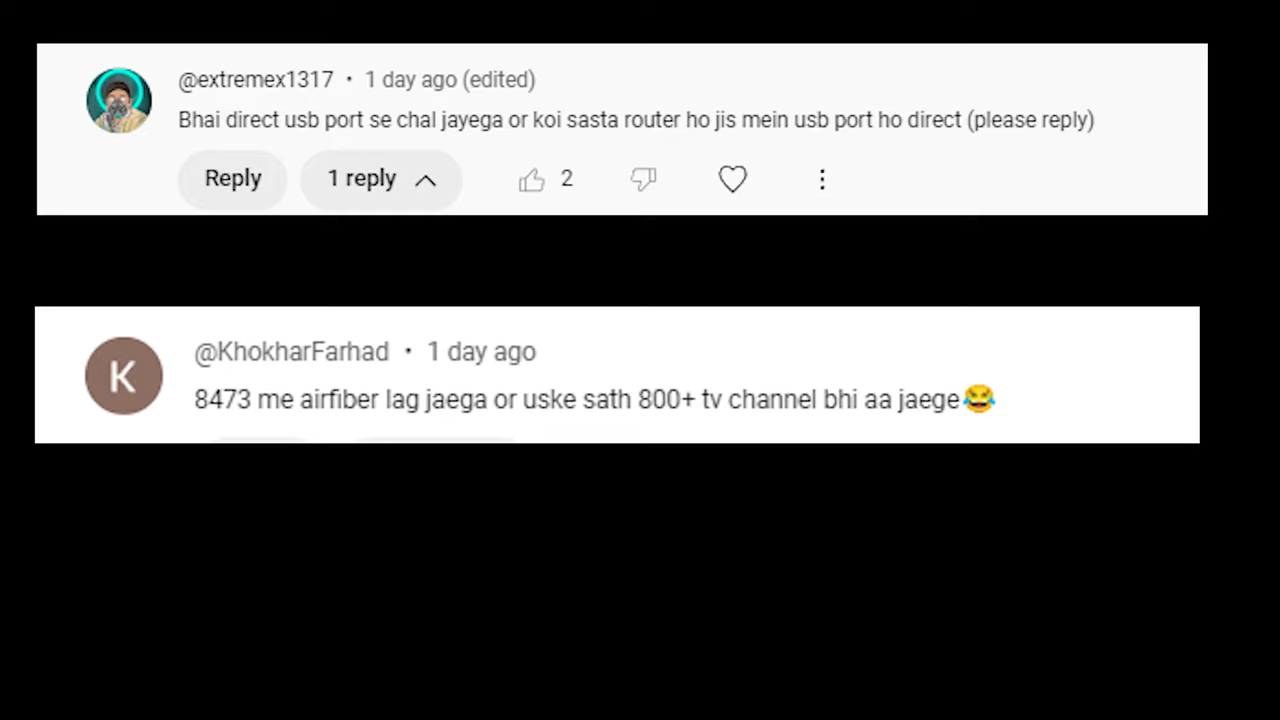 @extremex1317 • 1 day ago (edited)
Bhai direct usb port se chal jayega or koi sasta router ho jis mein usb port ho direct (please reply)
Reply 1 reply 2
K
@KhokharFarhad • 1 day ago
8473 me airfiber lag jaega or uske sath 800+ tv channel bhi aa jaege😂